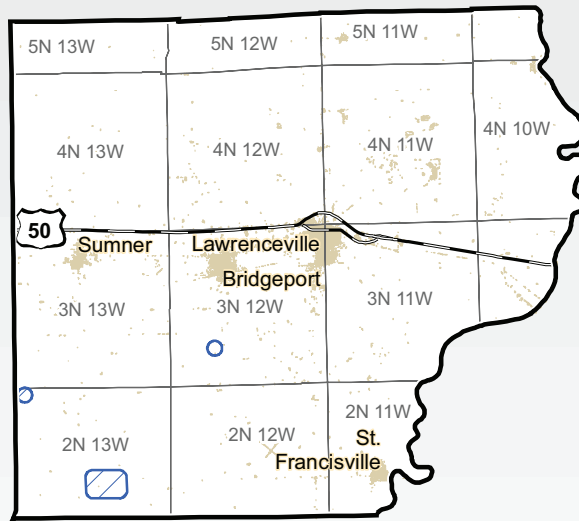 5N 13W
5N 12W
5N 11W
4N 13W
4N 12W
4N 11W
4N 10W
50
Sumner
Lawrenceville
Bridgeport
3N 13W
3N 12W
3N 11W
2N 13W
2N 12W
2N 11W
St.
Francisville